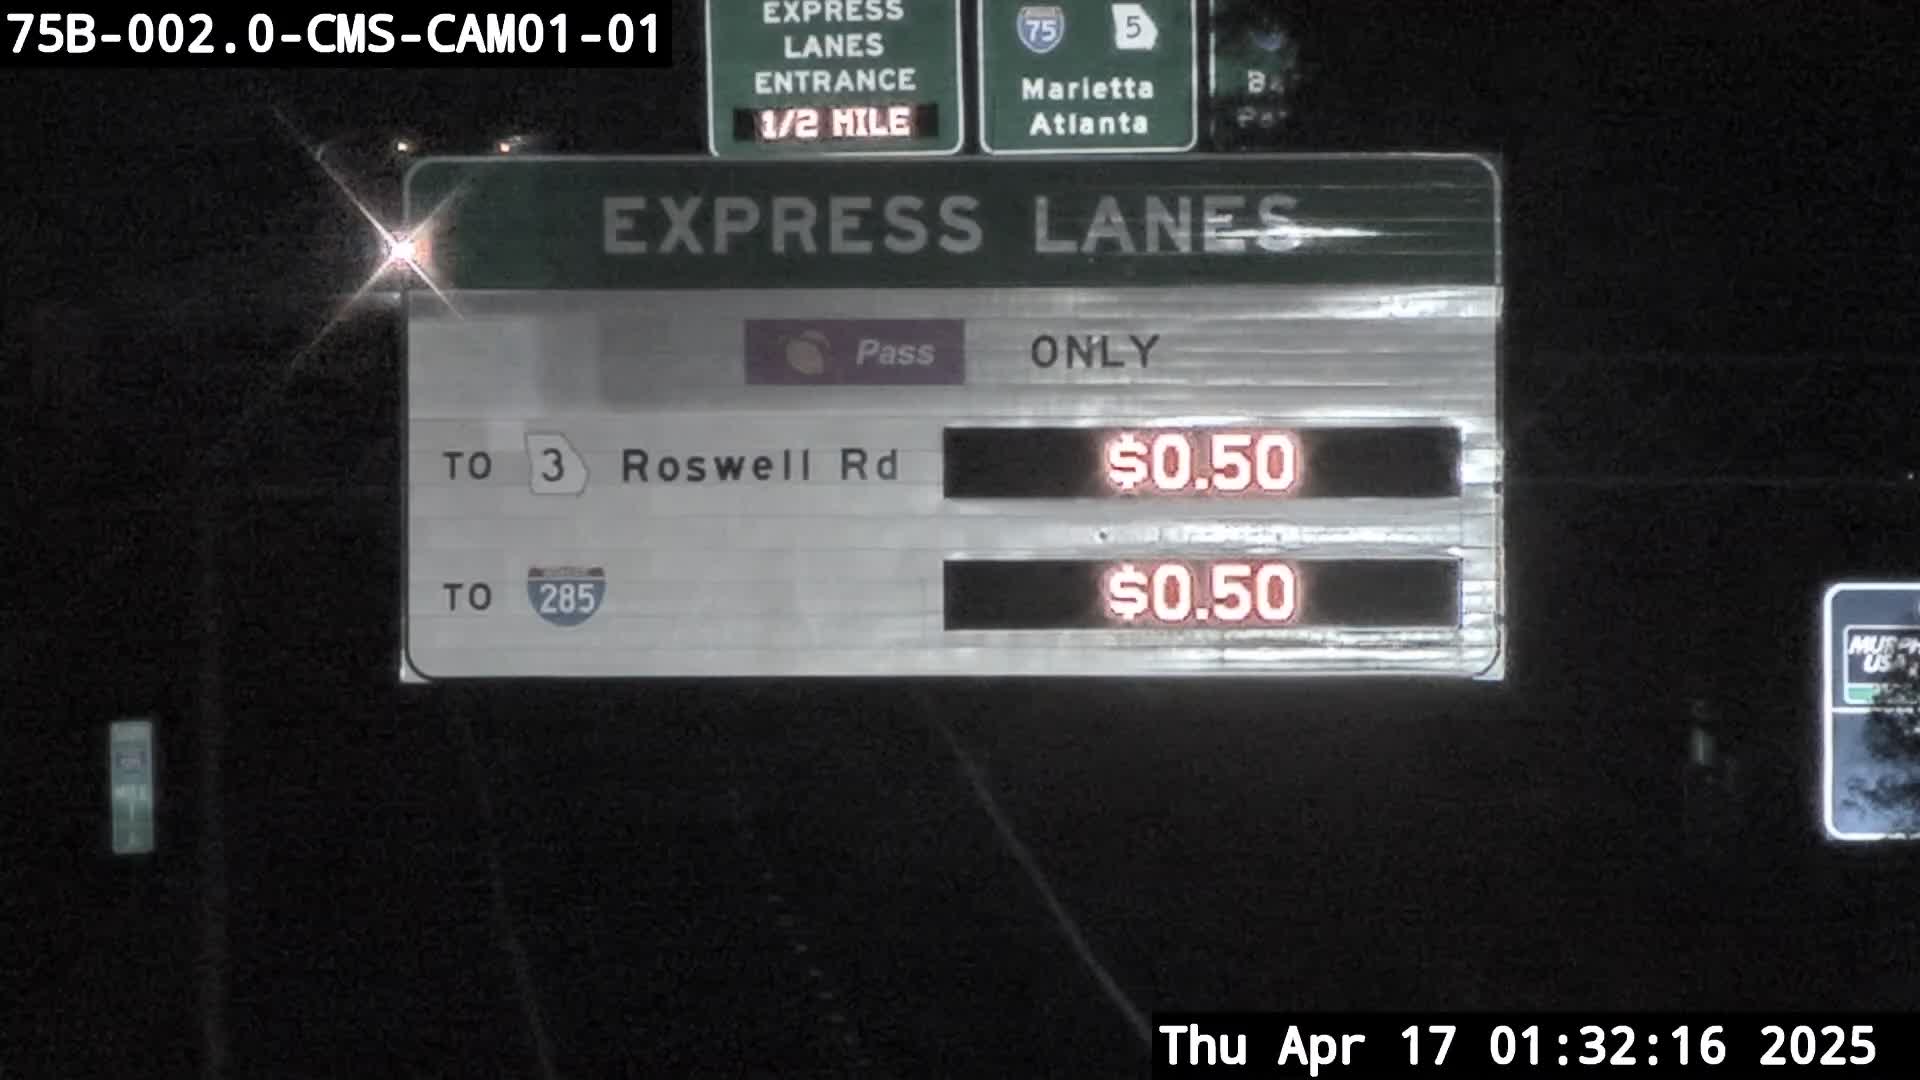 75B-002.0-CMS-CAM01-01
EXPRESS
LANES
ENTRANCE
1/2 MILE
75 5
Marietta
Atlanta
EXPRESS LANES
Pass ONLY
TO 3 Roswell Rd $0.50
TO 285 $0.50
Thu Apr 17 01:32:16 2025